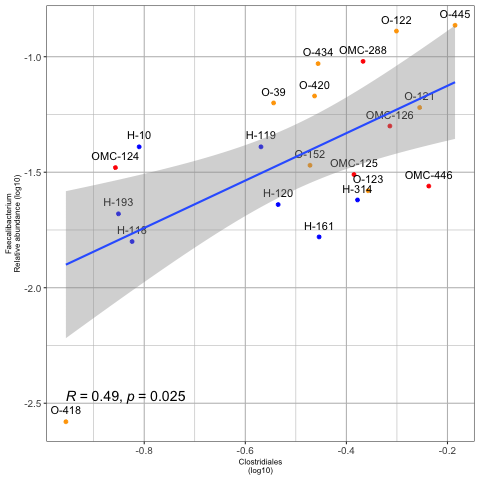 O-445
O-122
O-434
OMC-288
-1.0
O-39
O-420
O-121
OMC-126
H-10
H-119
OMC-124
O-152
OMC-125
-1.5
O-123
OMC-446
H-314
H-193
H-120
H-116
H-161
Faecalibacterium
Relative abundance (log10)
-2.0
R = 0.49, p = 0.025
-2.5
O-418
-0.8
-0.6
-0.4
-0.2
Clostridiales
(log10)